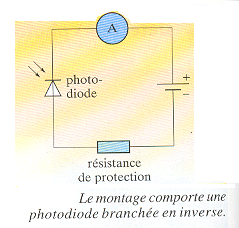 A
photo-
diode
+
−
résistance
de protection
Le montage comporte une
photodiode branchée en inverse.